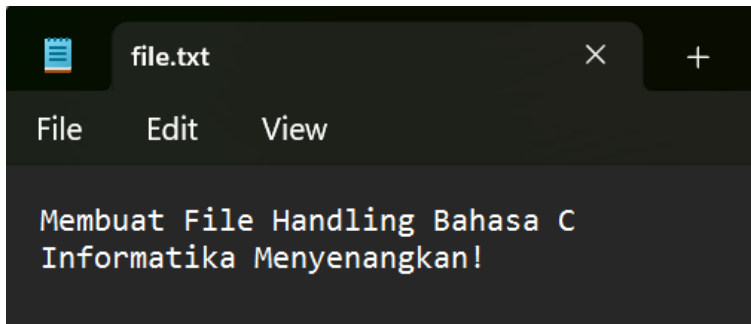 file.txt
File Edit View
Membuat File Handling Bahasa C
Informatika Menyenangkan!